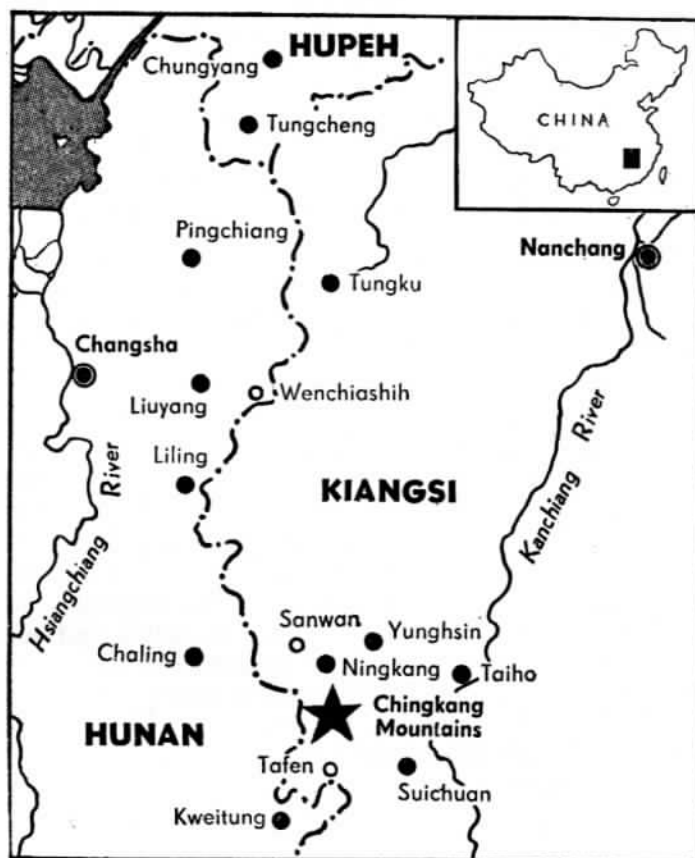 HUPEH
Chungyang
CHINA
Tungcheng
Pingchiang
Nanchang
Tungku
Changsha
Liuyang
Wenchiashih
Liling
River
KIANGSI
River
Kanchiang
Hsiangchiang
Sanwan
Yunghsin
Chaling
Ningkang
Taiho
Chingkang
Mountains
HUNAN
Tafen
Suichuan
Kweitung